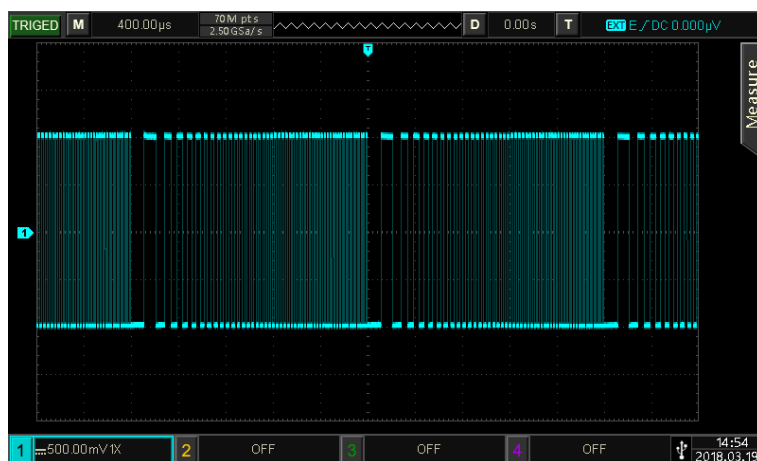 TRIGED M 400.00μs 70M pts D 0.00s T EXT E DC 0.000μV
2.50GSa/s
T
Measure
1
1 500.00mV 1X 2 OFF 3 OFF 4 OFF 14:54
2018.03.19